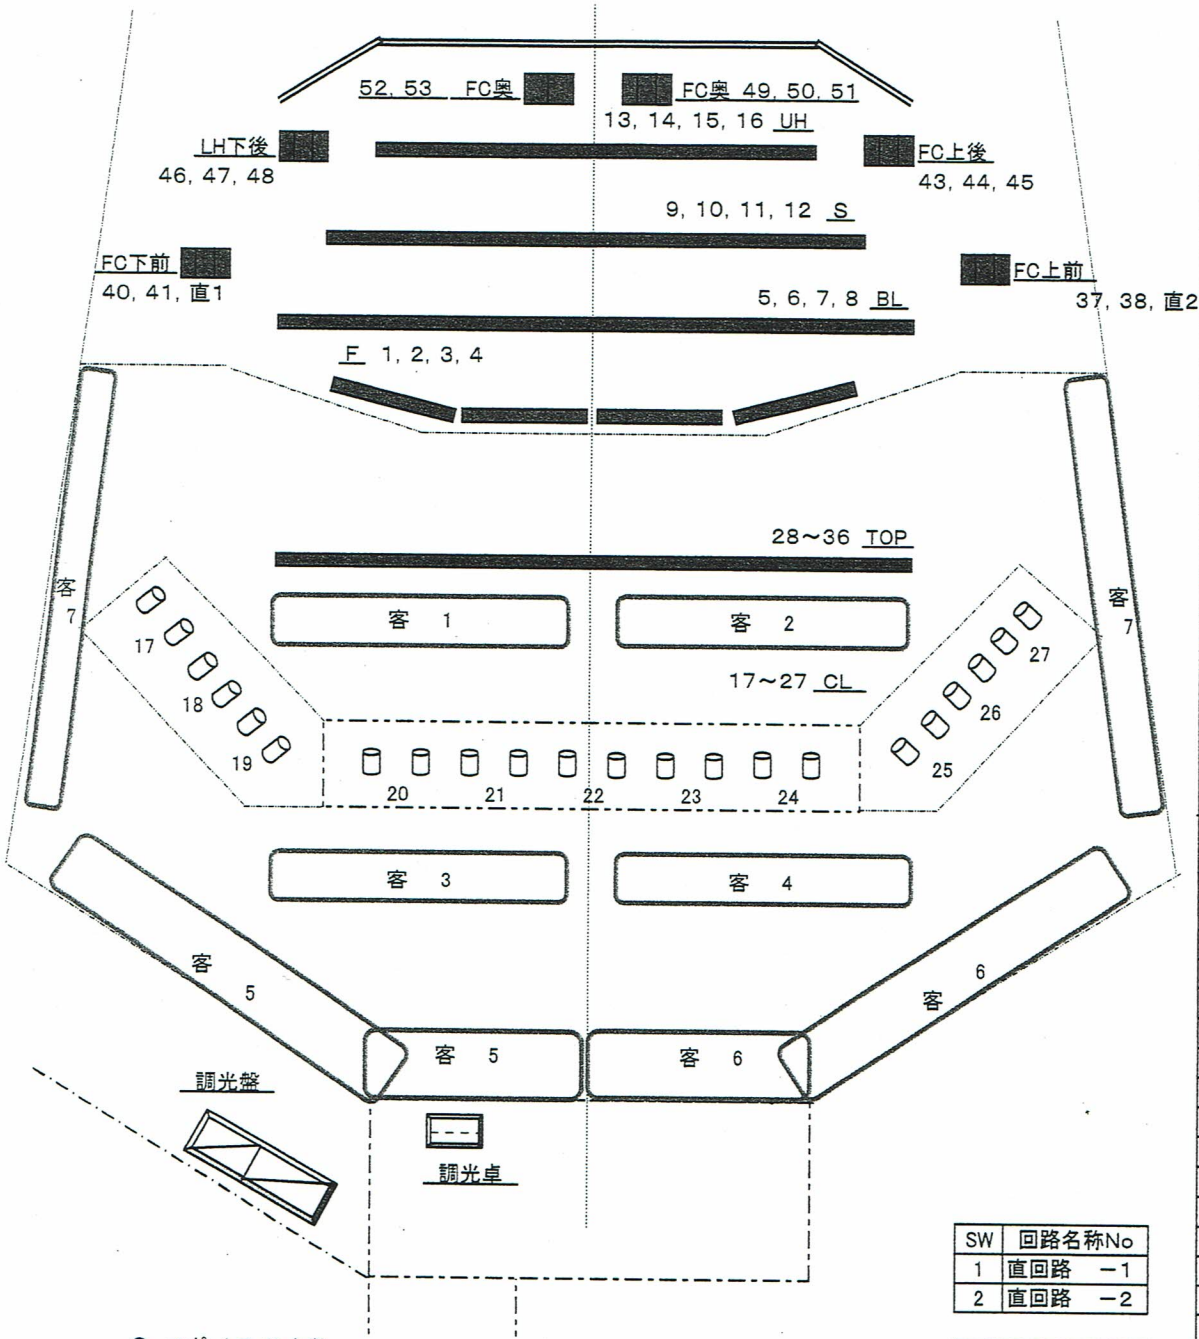 52, 53 FC奥
FC奥 49, 50, 51
13, 14, 15, 16 UH
LH下後
46, 47, 48
FC上後
43, 44, 45
9, 10, 11, 12 S
FC下前
40, 41, 直1
FC上前
37, 38, 直2
5, 6, 7, 8 BL
F 1, 2, 3, 4
28～36 TOP
客 7
客 1
客 2
客 7
17
18
19
17～27 CL
27
26
25
20
21
22
23
24
客 3
客 4
客 5
客 6
客 5
客 6
調光盤
調光卓
SW 回路名称No
1 直回路 －1
2 直回路 －2